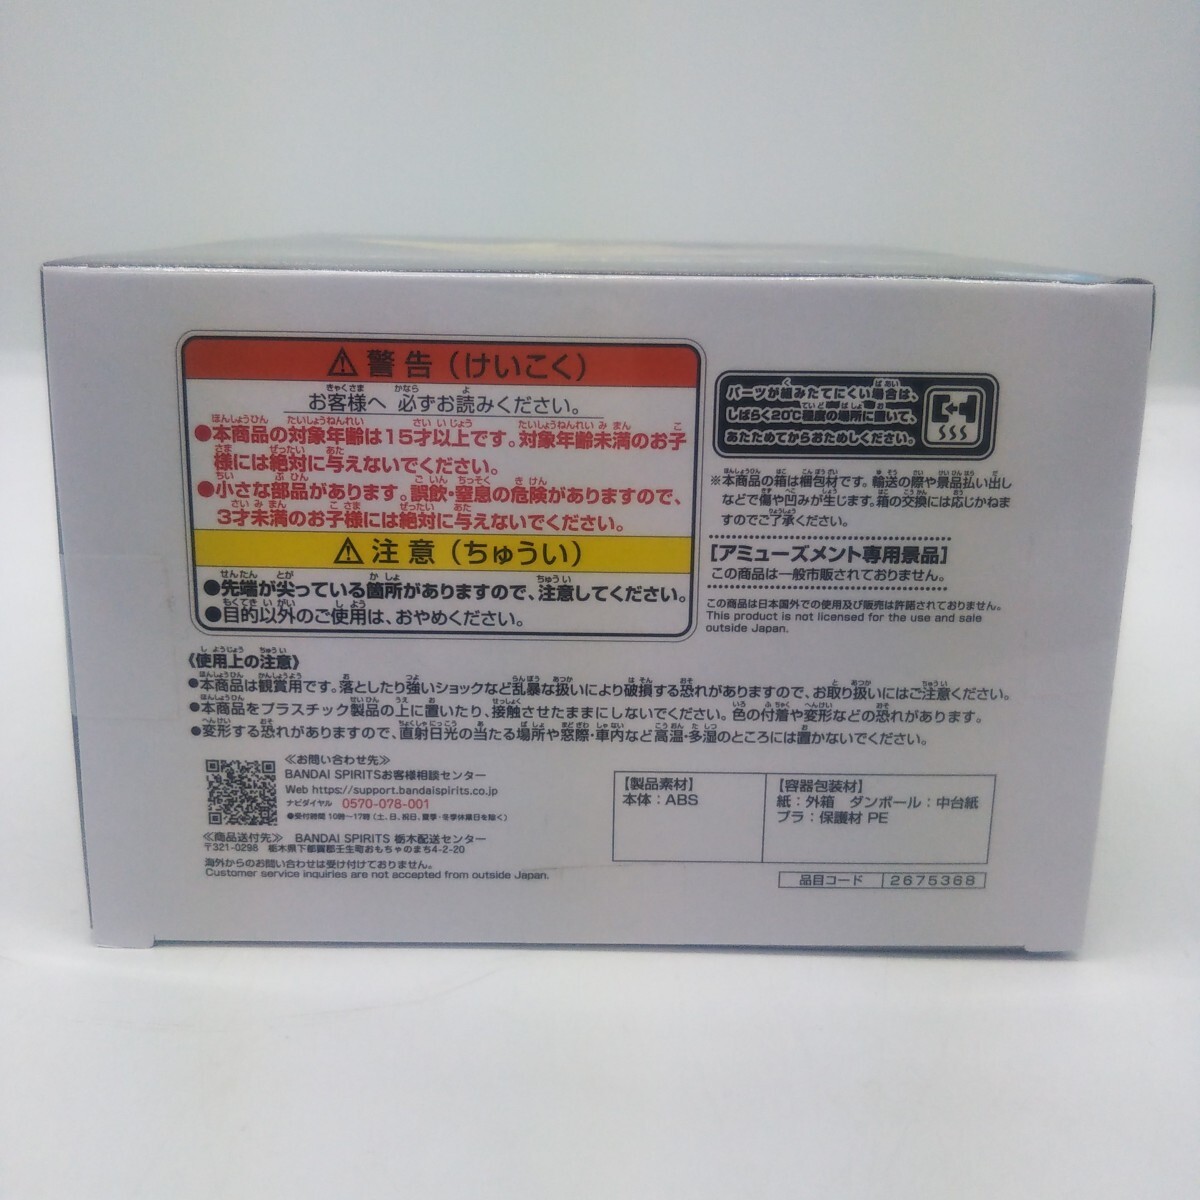 ⚠警告（けいこく）
お客様へ 必ずお読みください。
●本商品の対象年齢は15才以上です。対象年齢未満のお子
様には絶対に与えないでください。
●小さな部品があります。誤飲・窒息の危険がありますので、
3才未満のお子様には絶対に与えないでください。
⚠注意（ちゅうい）
●先端が尖っている箇所がありますので、注意してください。
●目的以外のご使用は、おやめください。
パーツが組みたてにくい場合は、
しばらく20℃程度の場所に置いて、
あたためてからおためしください。
※本商品の箱は梱包材です。輸送の際や景品払い出し
などで傷や凹みが生じます。箱の交換には応じかねま
すのでご了承ください。
[アミューズメント専用景品]
この商品は一般市販されておりません。
この商品は日本国外での使用及び販売は許諾されておりません。
This product is not licensed for the use and sale
outside Japan.
《使用上の注意》
●本商品は観賞用です。落としたり強いショックなど乱暴な扱いにより破損する恐れがありますので、お取り扱いにはご注意ください。
●本商品をプラスチック製品の上に置いたり、接触させたままにしないでください。色の付着や変形などの恐れがあります。
●変形する恐れがありますので、直射日光の当たる場所や窓際・車内など高温・多湿のところには置かないでください。
≪お問い合わせ先≫
BANDAI SPIRITSお客様相談センター
Web https://support.bandaispirits.co.jp
ナビダイヤル 0570-078-001
●受付時間 10時〜17時（土、日、祝日、夏季・冬季休業日を除く）
≪商品送付先≫ BANDAI SPIRITS 栃木配送センター
〒321-0298 栃木県下都賀郡壬生町おもちゃのまち4-2-20
海外からのお問い合わせは受け付けておりません。
Customer service inquiries are not accepted from outside Japan.
【製品素材】
本体：ABS
【容器包装材】
紙：外箱 ダンボール：中台紙
プラ：保護材 PE
品目コード 2675368